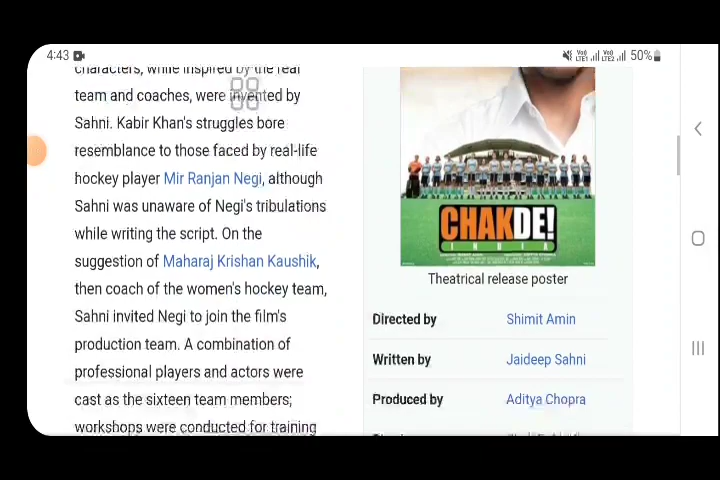 4:43
Vo) LTE1 Vo) LTE2 50%
characters, while inspired by the real
team and coaches, were invented by
Sahni. Kabir Khan's struggles bore
resemblance to those faced by real-life
hockey player Mir Ranjan Negi, although
Sahni was unaware of Negi's tribulations
while writing the script. On the
suggestion of Maharaj Krishan Kaushik,
then coach of the women's hockey team,
Sahni invited Negi to join the film's
production team. A combination of
professional players and actors were
cast as the sixteen team members;
workshops were conducted for training
CHAK DE!
INDIA
Theatrical release poster
Directed by Shimit Amin
Written by Jaideep Sahni
Produced by Aditya Chopra